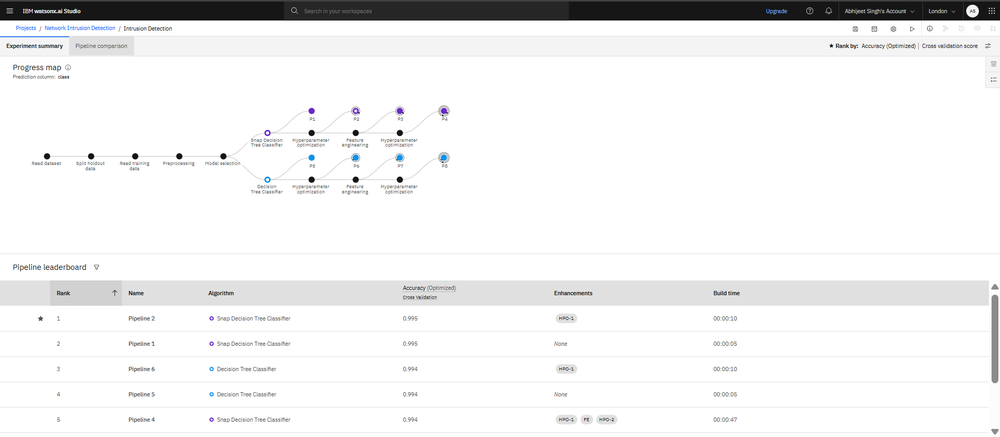 IBM watsonx.ai Studio
Search in your workspaces
Upgrade
Abhijeet Singh's Account
London
AS
Projects / Network Intrusion Detection / Intrusion Detection
Experiment summary
Pipeline comparison
Rank by: Accuracy (Optimized) | Cross validation score
Progress map
Prediction column: class
P1
P2
P3
P4
Snap Decision
Tree Classifier
Hyperparameter
optimization
Feature
engineering
Hyperparameter
optimization
Read dataset
Split holdout
data
Read training
data
Preprocessing
Model selection
P5
P6
P7
P8
Decision
Tree Classifier
Hyperparameter
optimization
Feature
engineering
Hyperparameter
optimization
Pipeline leaderboard
Rank
Name
Algorithm
Accuracy (Optimized)
Cross Validation
Enhancements
Build time
1 Pipeline 2 Snap Decision Tree Classifier 0.995 HPO-1 00:00:10
2 Pipeline 1 Snap Decision Tree Classifier 0.995 None 00:00:05
3 Pipeline 6 Decision Tree Classifier 0.994 HPO-1 00:00:10
4 Pipeline 5 Decision Tree Classifier 0.994 None 00:00:05
5 Pipeline 4 Snap Decision Tree Classifier 0.994 HPO-1 FE HPO-2 00:00:47